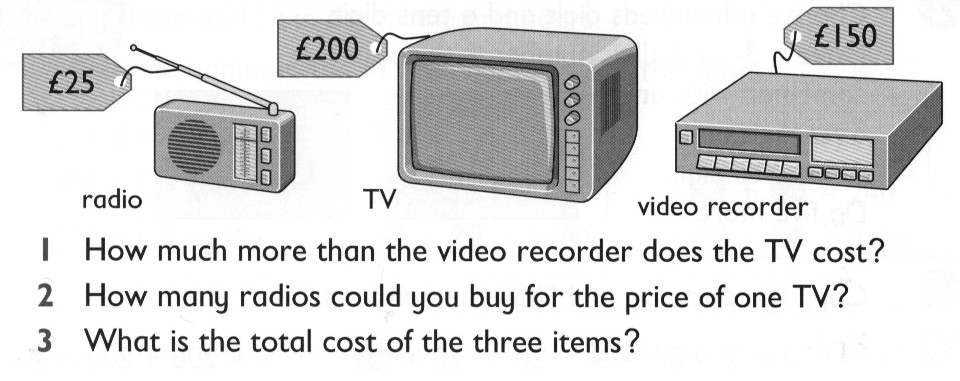 £25
£200
£150
radio
TV
video recorder
1 How much more than the video recorder does the TV cost?
2 How many radios could you buy for the price of one TV?
3 What is the total cost of the three items?